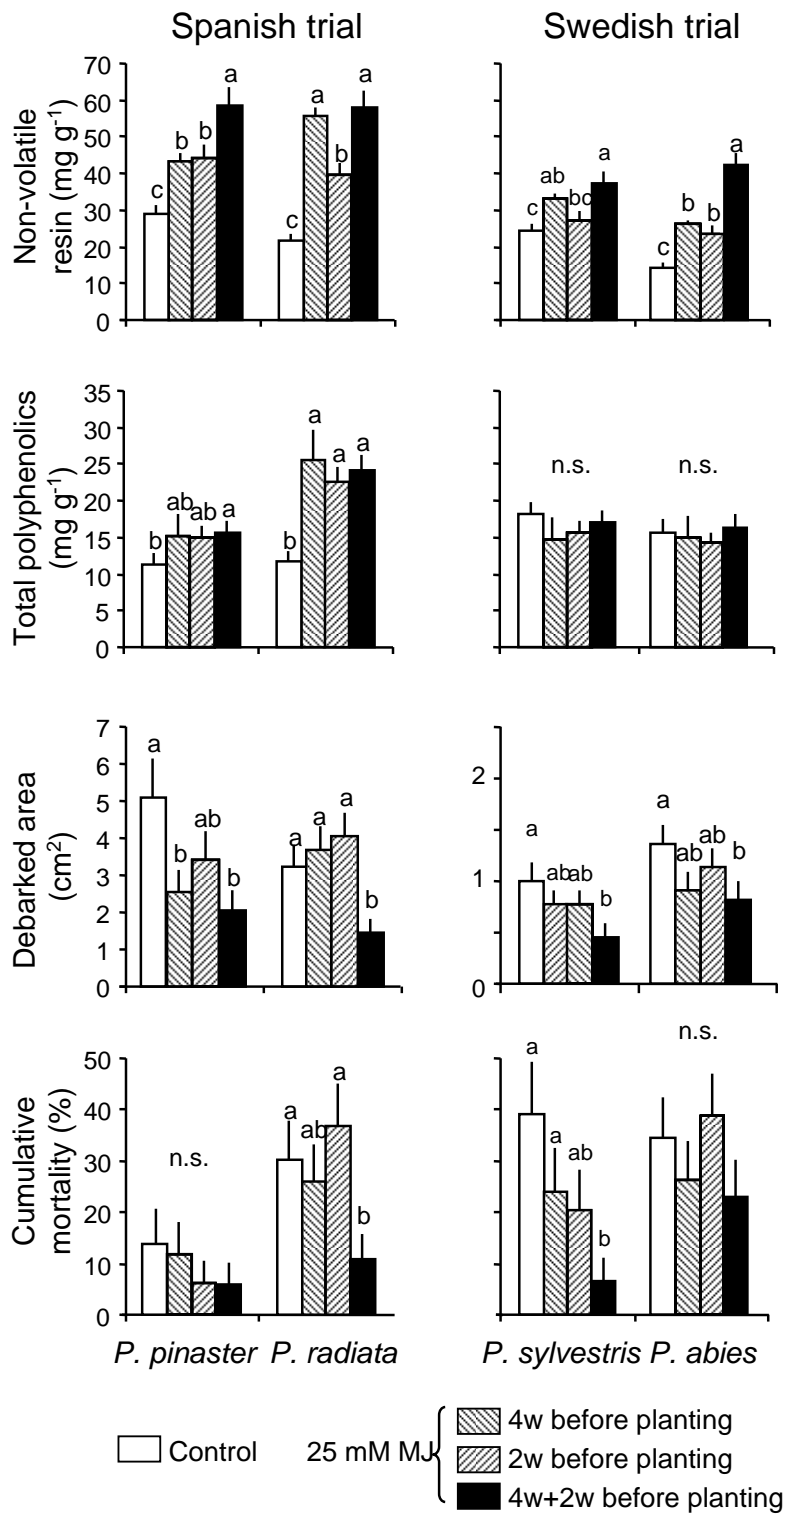 Spanish trial
Swedish trial
Non-volatile
resin (mg g⁻¹)
70
60
50
40
30
20
10
0
c
b
b
a
c
a
b
a
c
ab
bc
a
c
b
b
a
Total polyphenolics
(mg g⁻¹)
35
30
25
20
15
10
5
0
b
ab
ab
a
b
a
a
a
n.s.
n.s.
Debarked area
(cm²)
7
6
5
4
3
2
1
0
a
b
ab
b
a
a
a
b
2
1
0
a
ab
ab
b
a
ab
ab
b
Cumulative
mortality (%)
50
40
30
20
10
0
n.s.
a
ab
a
b
a
a
ab
b
n.s.
P. pinaster
P. radiata
P. sylvestris
P. abies
Control
25 mM MJ
4w before planting
2w before planting
4w+2w before planting